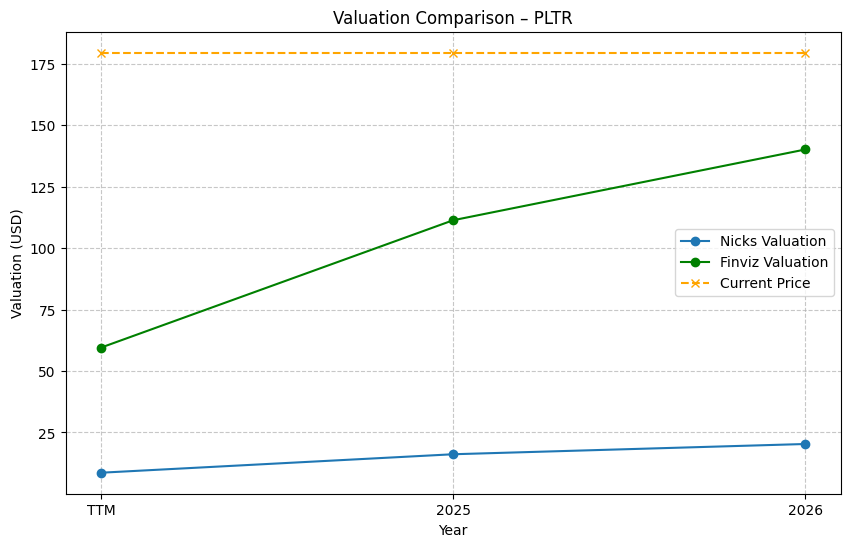 Valuation Comparison – PLTR
Valuation (USD)
175
150
125
100
75
50
25
Nicks Valuation
Finviz Valuation
Current Price
TTM
2025
2026
Year